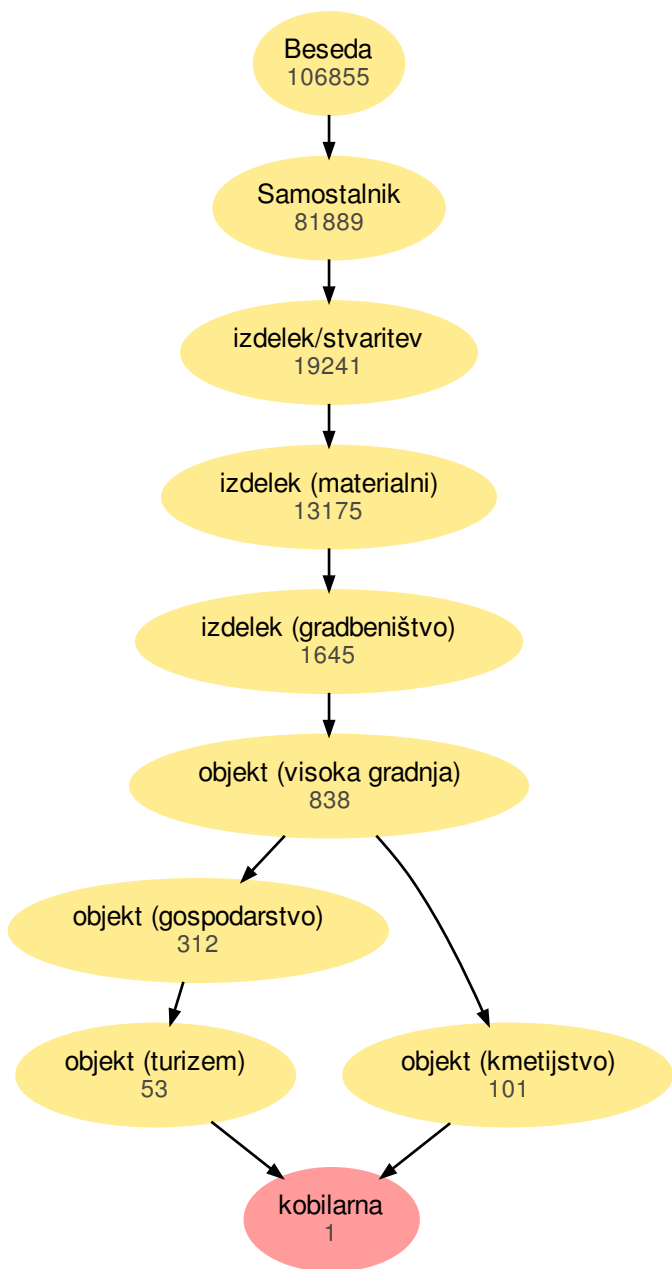 Beseda
106855
Samostalnik
81889
izdelek/stvaritev
19241
izdelek (materialni)
13175
izdelek (gradbeništvo)
1645
objekt (visoka gradnja)
838
objekt (gospodarstvo)
312
objekt (turizem)
53
objekt (kmetijstvo)
101
kobilarna
1